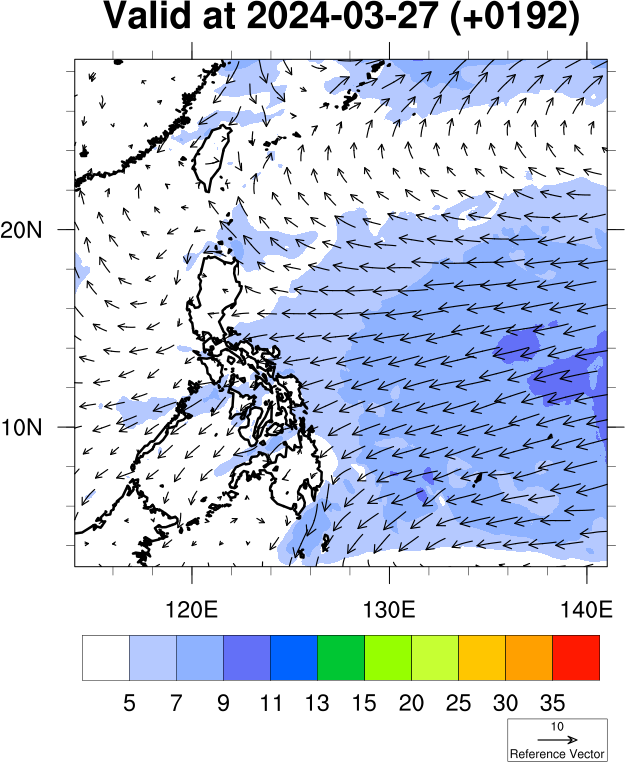 Valid at 2024-03-27 (+0192)
20N
10N
120E 130E 140E
5 7 9 11 13 15 20 25 30 35
10
Reference Vector